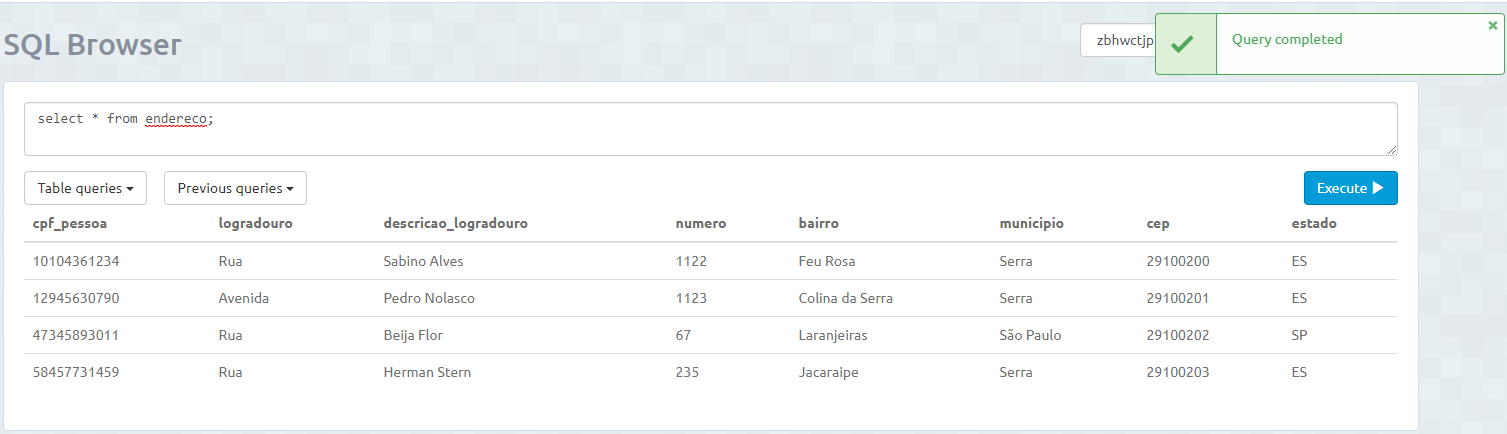 SQL Browser
zbhwctjp
Query completed
select * from endereco;
Table queries
Previous queries
Execute
cpf_pessoa logradouro descricao_logradouro numero bairro municipio cep estado
10104361234 Rua Sabino Alves 1122 Feu Rosa Serra 29100200 ES
12945630790 Avenida Pedro Nolasco 1123 Colina da Serra Serra 29100201 ES
47345893011 Rua Beija Flor 67 Laranjeiras São Paulo 29100202 SP
58457731459 Rua Herman Stern 235 Jacaraipe Serra 29100203 ES